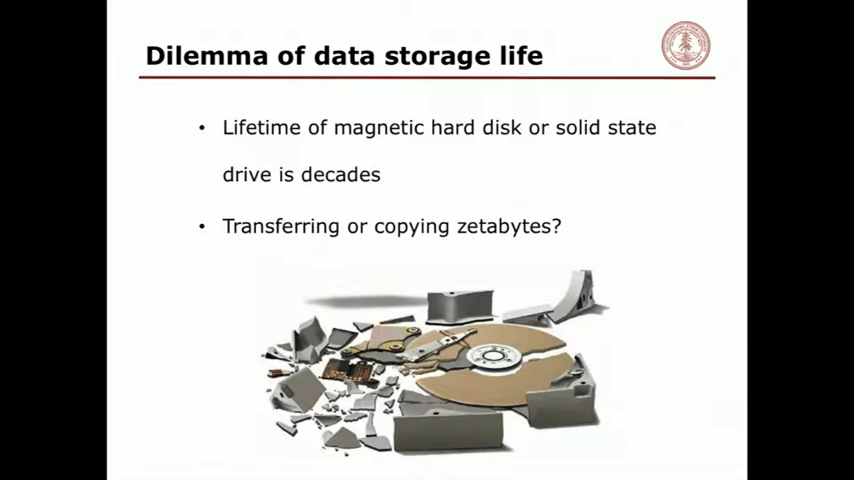 Dilemma of data storage life
• Lifetime of magnetic hard disk or solid state
drive is decades
• Transferring or copying zetabytes?